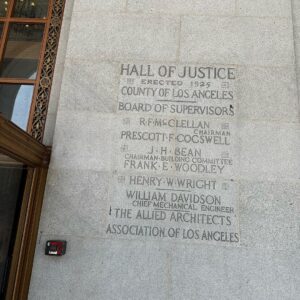 HALL OF JUSTICE
ERECTED 1925
COUNTY OF LOS ANGELES
BOARD OF SUPERVISORS
R·F·McCLELLAN
CHAIRMAN
PRESCOTT·F·COGSWELL
J·H·BEAN
CHAIRMAN·BUILDING COMMITTEE
FRANK·E·WOODLEY
HENRY·W·WRIGHT
WILLIAM DAVIDSON
CHIEF MECHANICAL ENGINEER
THE ALLIED ARCHITECTS
ASSOCIATION OF LOS ANGELES